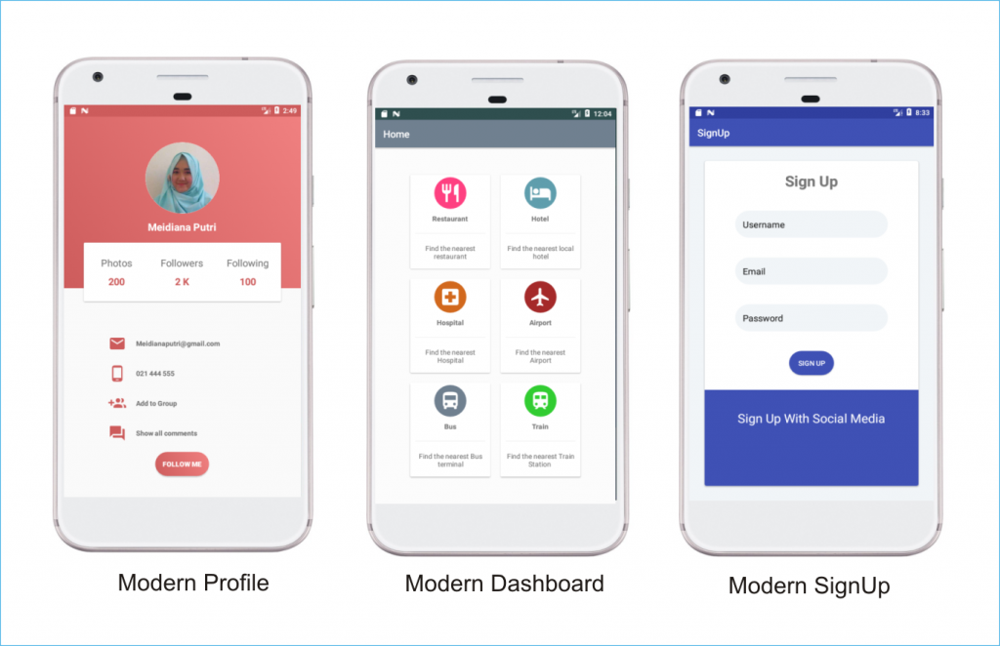 2:49
Meidiana Putri
Photos Followers Following
200 2 K 100
Meidianaputri@gmail.com
021 444 555
Add to Group
Show all comments
FOLLOW ME
Modern Profile
12:04
Home
Restaurant
Find the nearest
restaurant
Hotel
Find the nearest local
hotel
Hospital
Find the nearest
Hospital
Airport
Find the nearest
Airport
Bus
Find the nearest Bus
terminal
Train
Find the nearest Train
Station
Modern Dashboard
8:33
SignUp
Sign Up
Username
Email
Password
SIGN UP
Sign Up With Social Media
Modern SignUp